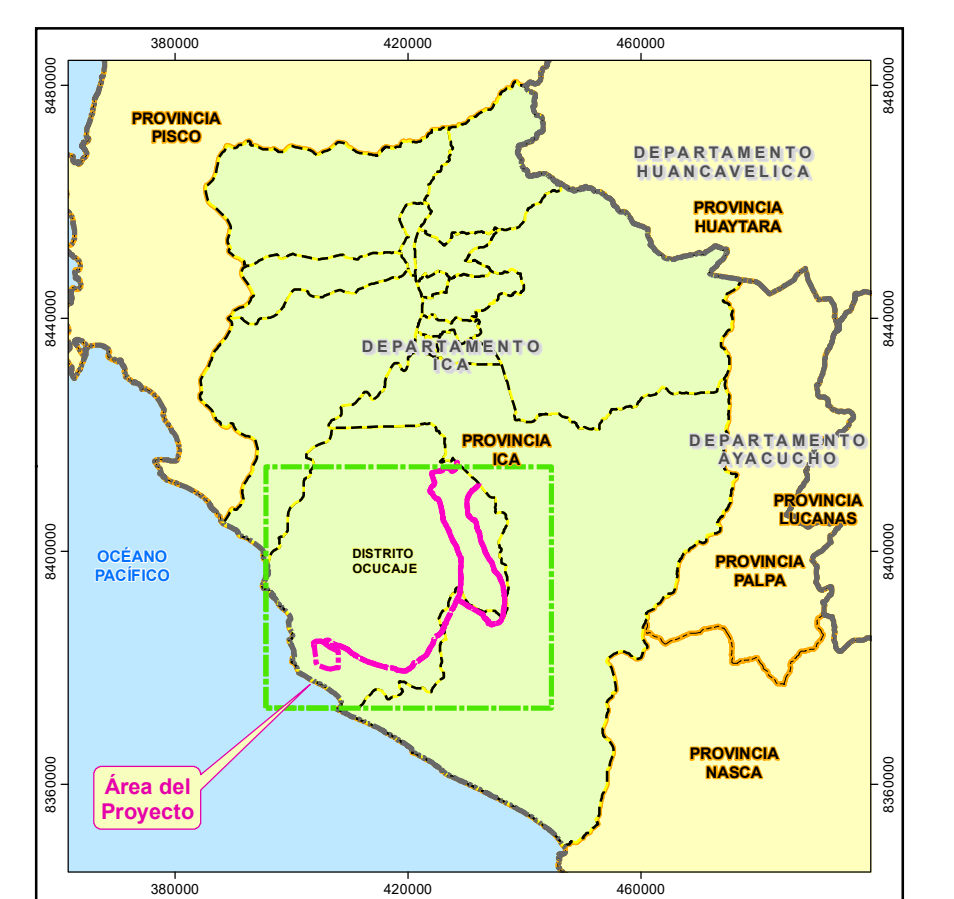 380000
420000
460000
8480000
8480000
PROVINCIA
PISCO
DEPARTAMENTO
HUANCAVELICA
PROVINCIA
HUAYTARA
8440000
8440000
DEPARTAMENTO
ICA
PROVINCIA
ICA
DEPARTAMENTO
AYACUCHO
PROVINCIA
LUCANAS
8400000
8400000
OCÉANO
PACÍFICO
DISTRITO
OCUCAJE
PROVINCIA
PALPA
PROVINCIA
NASCA
8360000
8360000
Área del
Proyecto
380000
420000
460000